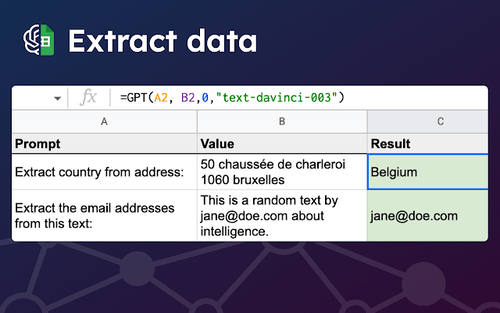 Extract data
fx =GPT(A2, B2,0,"text-davinci-003")
A B C
Prompt Value Result
Extract country from address:
50 chaussée de charleroi
1060 bruxelles
Belgium
Extract the email addresses
from this text:
This is a random text by
jane@doe.com about
intelligence.
jane@doe.com